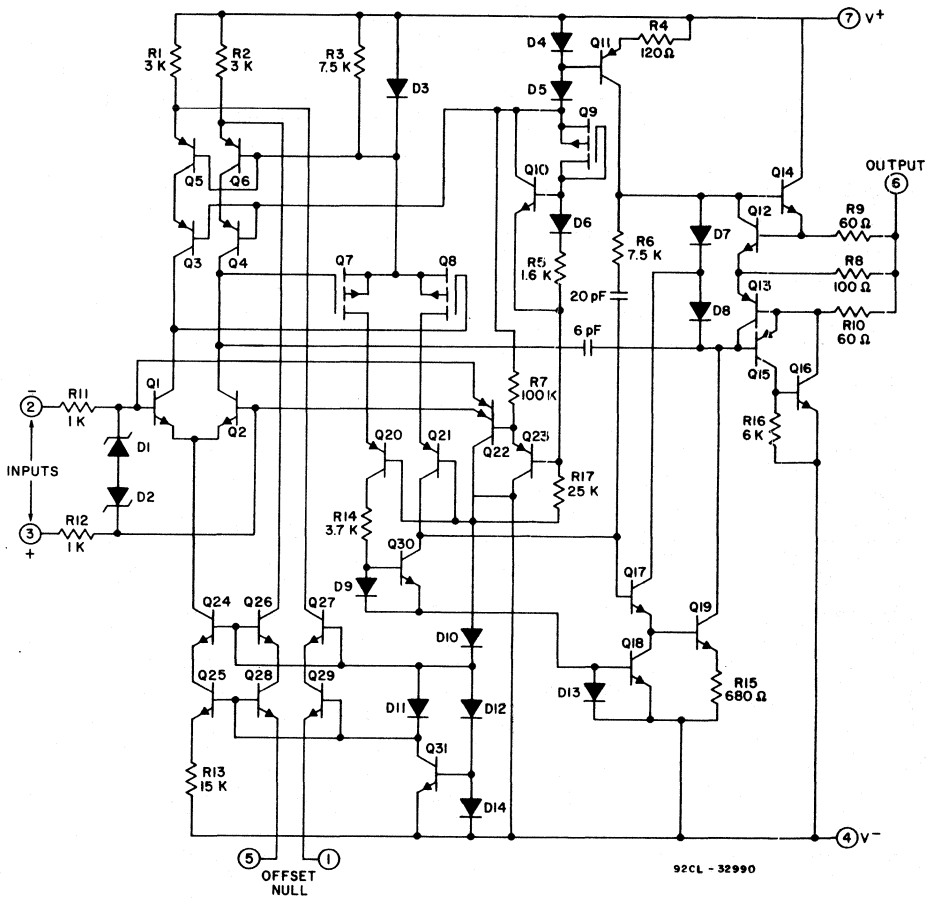 7 V+
R1
3 K
R2
3 K
R3
7.5 K
D3
D4
D5
Q11
R4
120Ω
Q9
Q5
Q6
Q3
Q4
Q10
D6
R5
1.6 K
R6
7.5 K
20 pF
6 pF
D7
D8
Q14
Q12
Q13
Q15
Q16
OUTPUT
6
R9
60 Ω
R8
100 Ω
R10
60 Ω
R16
6 K
Q7
Q8
R7
100 K
2
−
R11
1 K
Q1
Q2
D1
D2
INPUTS
3
+
R12
1 K
Q20
Q21
Q22
Q23
R17
25 K
R14
3.7 K
Q30
D9
Q17
Q19
Q18
D13
R15
680 Ω
Q24
Q26
Q27
Q25
Q28
Q29
D10
D11
D12
Q31
D14
R13
15 K
4 V−
5
1
OFFSET
NULL
92CL - 32990